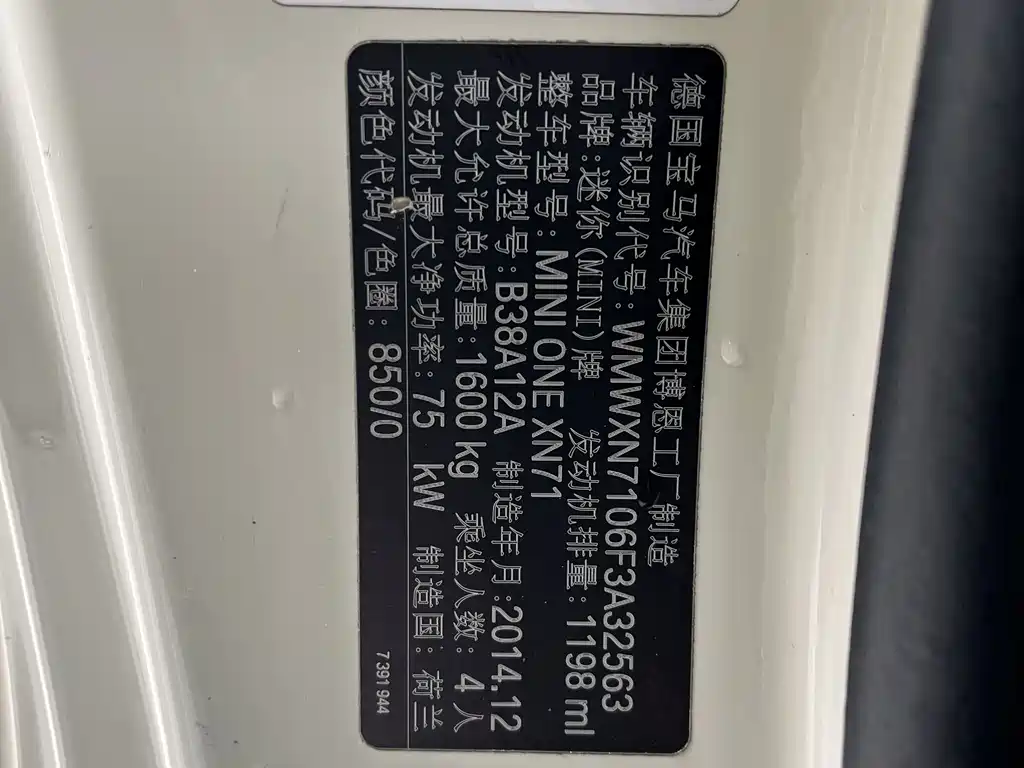 德国宝马汽车集团博恩工厂制造
车辆识别代号: WMWXN7106F3A32563
品牌:迷你(MINI)牌 发动机排量:1198 ml
整车型号: MINI ONE XN71
发动机型号:B38A12A 制造年月:2014.12
最大允许总质量:1600 kg 乘坐人数: 4人
发动机最大净功率:75 kW 制造国: 荷兰
颜色代码/色圈: 850/0
7391944